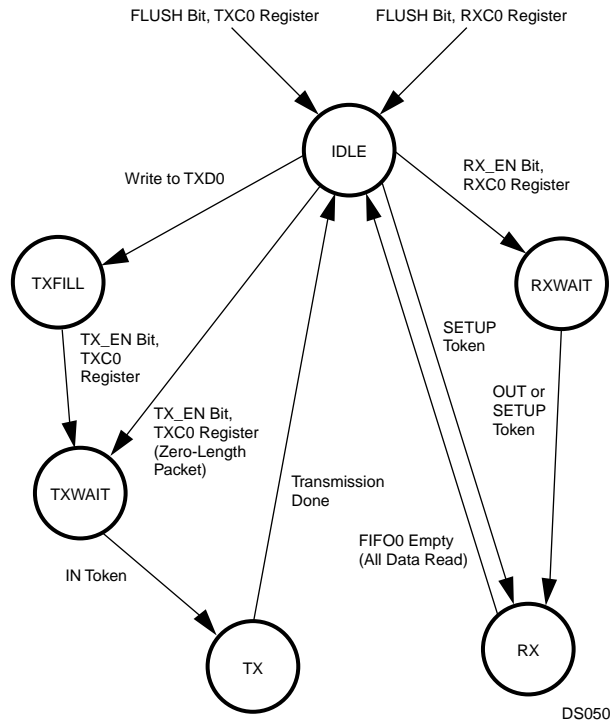 FLUSH Bit, TXC0 Register
FLUSH Bit, RXC0 Register
IDLE
Write to TXD0
RX_EN Bit,
RXC0 Register
TXFILL
RXWAIT
TX_EN Bit,
TXC0
Register
SETUP
Token
OUT or
SETUP
Token
TX_EN Bit,
TXC0 Register
(Zero-Length
Packet)
TXWAIT
Transmission
Done
FIFO0 Empty
(All Data Read)
IN Token
TX
RX
DS050